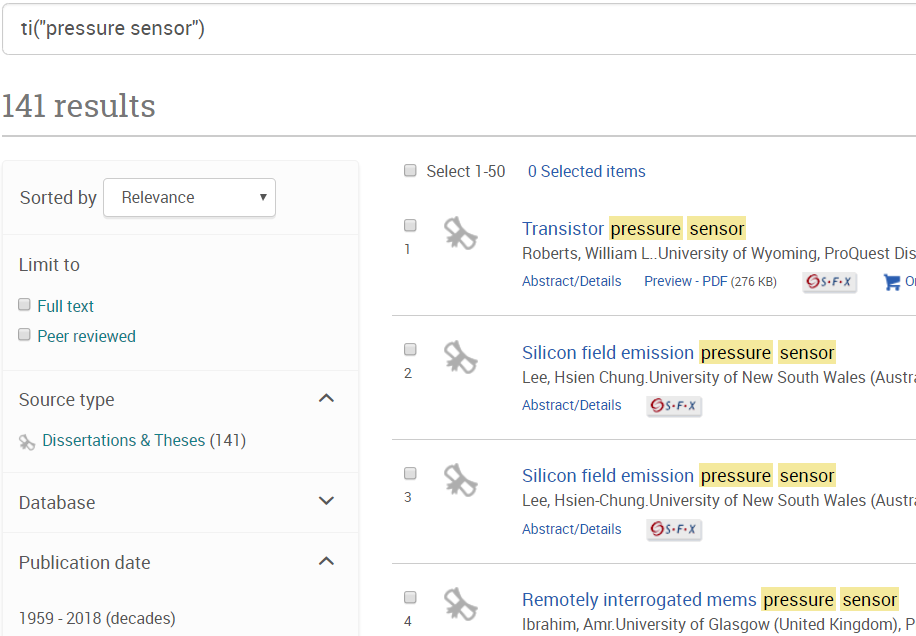 ti("pressure sensor")
141 results
Sorted by Relevance
Limit to
Full text
Peer reviewed
Source type
Dissertations & Theses (141)
Database
Publication date
1959 - 2018 (decades)
Select 1-50 0 Selected items
1
Transistor pressure sensor
Roberts, William L..University of Wyoming, ProQuest Dis
Abstract/Details Preview - PDF (276 KB) S·F·X Or
2
Silicon field emission pressure sensor
Lee, Hsien Chung.University of New South Wales (Austra
Abstract/Details S·F·X
3
Silicon field emission pressure sensor
Lee, Hsien-Chung.University of New South Wales (Austra
Abstract/Details S·F·X
4
Remotely interrogated mems pressure sensor
Ibrahim, Amr.University of Glasgow (United Kingdom), P